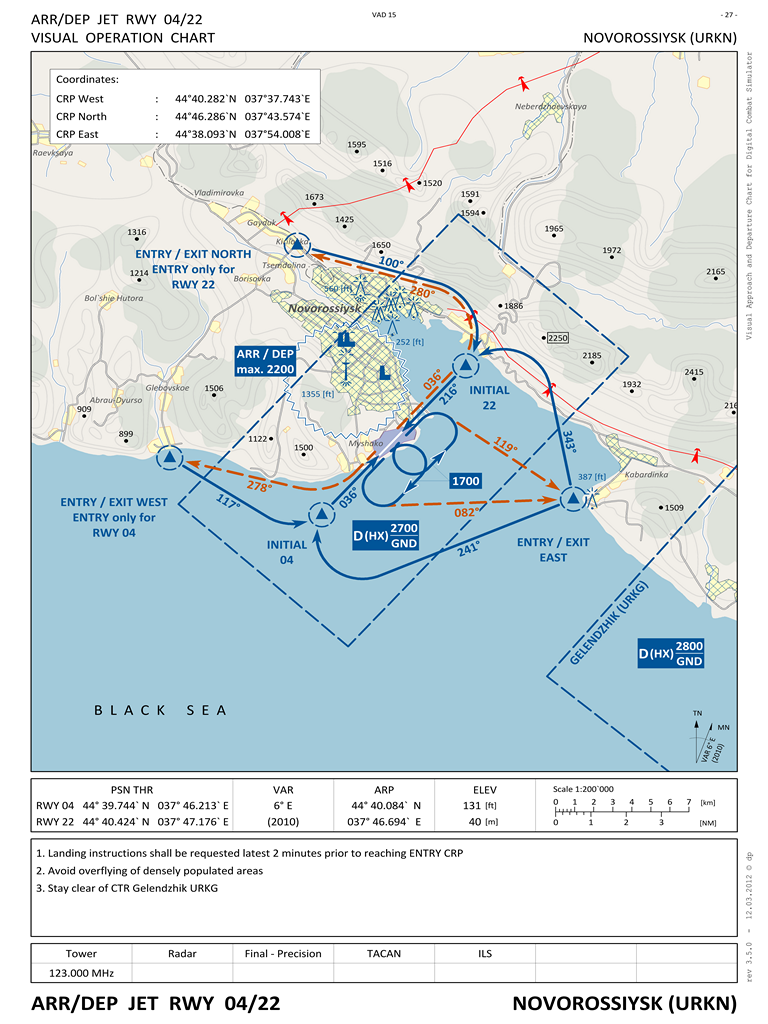 ARR/DEP JET RWY 04/22
VAD 15
- 27 -
VISUAL OPERATION CHART
NOVOROSSIYSK (URKN)
Visual Approach and Departure Chart for Digital Combat Simulator
Coordinates:
CRP West : 44°40.282`N 037°37.743`E
CRP North : 44°46.286`N 037°43.574`E
CRP East : 44°38.093`N 037°54.008`E
Neberdzhaevskaya
Raevksaya
1595
1516
1520
Vladimirovka
1673
1591
1594
Gayduk
1425
1965
1316
1650
1972
ENTRY / EXIT NORTH
ENTRY only for
RWY 22
100°
Tsemdolina
1214
Borisovka
2165
560 [ft]
280°
Bol`ship Hutora
Novorossiysk
1886
252 [ft]
2250
ARR / DEP
max. 2200
2185
036°
216°
2415
Glebovskoe
1506
1355 [ft]
INITIAL
22
1932
Abrau-Dyurso
909
216
899
1122
1500
Myshako
119°
343°
278°
036°
1700
387 [ft]
Kabardinka
117°
ENTRY / EXIT WEST
ENTRY only for
RWY 04
082°
1509
INITIAL
04
D (HX) 2700
GND
241°
ENTRY / EXIT
EAST
GELENDZHIK (URKG)
D (HX) 2800
GND
BLACK SEA
TN
MN
VAR 6° E
(2010)
PSN THR
VAR
ARP
ELEV
Scale 1:200`000
RWY 04 44° 39.744` N 037° 46.213` E
6° E
44° 40.084` N
131 [ft]
0 1 2 3 4 5 6 7 [km]
RWY 22 44° 40.424` N 037° 47.176` E
(2010)
037° 46.694` E
40 [m]
0 1 2 3 [NM]
1. Landing instructions shall be requested latest 2 minutes prior to reaching ENTRY CRP
2. Avoid overflying of densely populated areas
3. Stay clear of CTR Gelendzhik URKG
rev 3.5.0 - 12.03.2012 © dp
Tower
Radar
Final - Precision
TACAN
ILS
123.000 MHz
ARR/DEP JET RWY 04/22
NOVOROSSIYSK (URKN)